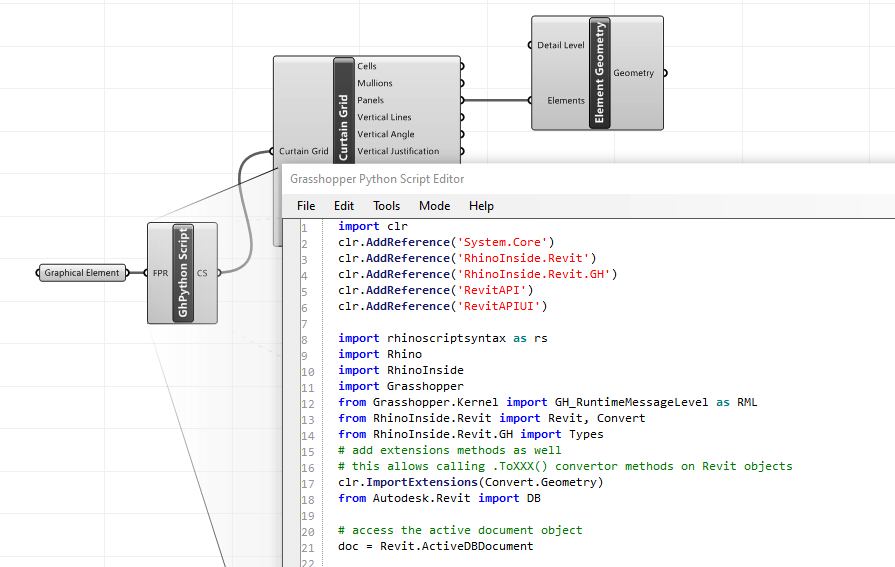 Detail Level
Elements
Element Geometry
Geometry
Cells
Mullions
Panels
Vertical Lines
Vertical Angle
Vertical Justification
Curtain Grid
Curtain Grid
Graphical Element
FPR
GhPython Script
CS
Grasshopper Python Script Editor
File Edit Tools Mode Help
1 import clr
2 clr.AddReference('System.Core')
3 clr.AddReference('RhinoInside.Revit')
4 clr.AddReference('RhinoInside.Revit.GH')
5 clr.AddReference('RevitAPI')
6 clr.AddReference('RevitAPIUI')
7
8 import rhinoscriptsyntax as rs
9 import Rhino
10 import RhinoInside
11 import Grasshopper
12 from Grasshopper.Kernel import GH_RuntimeMessageLevel as RML
13 from RhinoInside.Revit import Revit, Convert
14 from RhinoInside.Revit.GH import Types
15 # add extensions methods as well
16 # this allows calling .ToXXX() convertor methods on Revit objects
17 clr.ImportExtensions(Convert.Geometry)
18 from Autodesk.Revit import DB
19
20 # access the active document object
21 doc = Revit.ActiveDBDocument
22